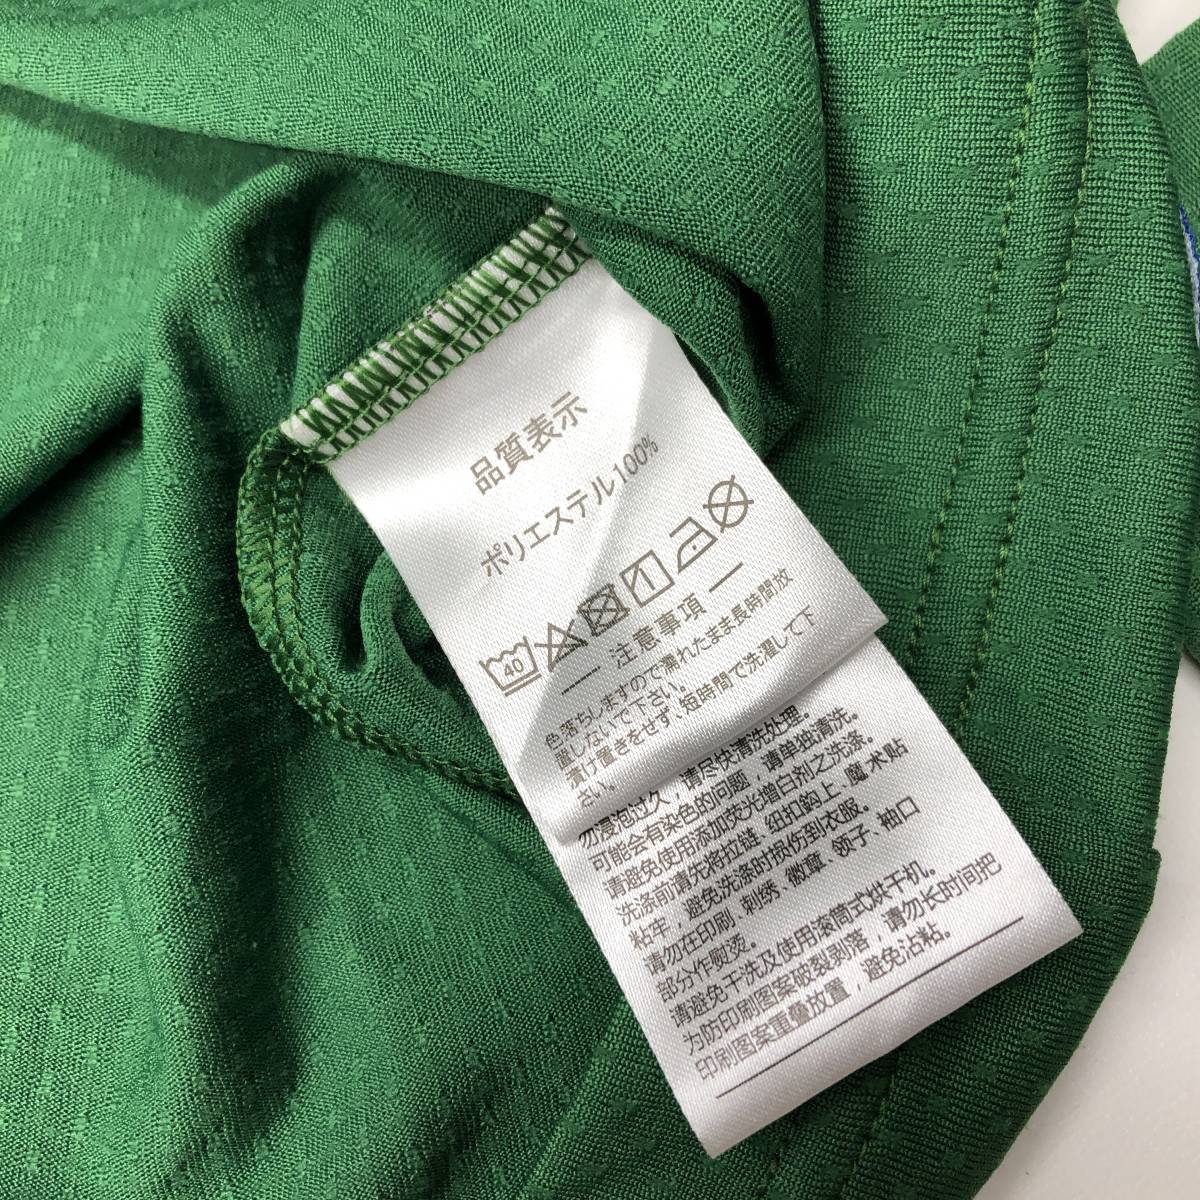 品質表示
ポリエステル100%
40
注意事項
色落ちしますので濡れたまま長時間放
置しないで下さい。
漬け置きをせず、短時間で洗濯して下
さい。
勿浸泡过久，请尽快清洗处理。
可能会有染色的问题，请单独清洗。
请避免使用添加荧光增白剂之洗涤。
洗涤前请先将拉链、纽扣钩上、魔术贴
粘牢，避免洗涤时损伤到衣服。
请勿在印刷、刺绣、徽章、领子、袖口
部分作熨烫。
请避免干洗及使用滚筒式烘干机。
为防印刷图案破裂剥落，请勿长时间把
印刷图案重叠放置，避免沾粘。